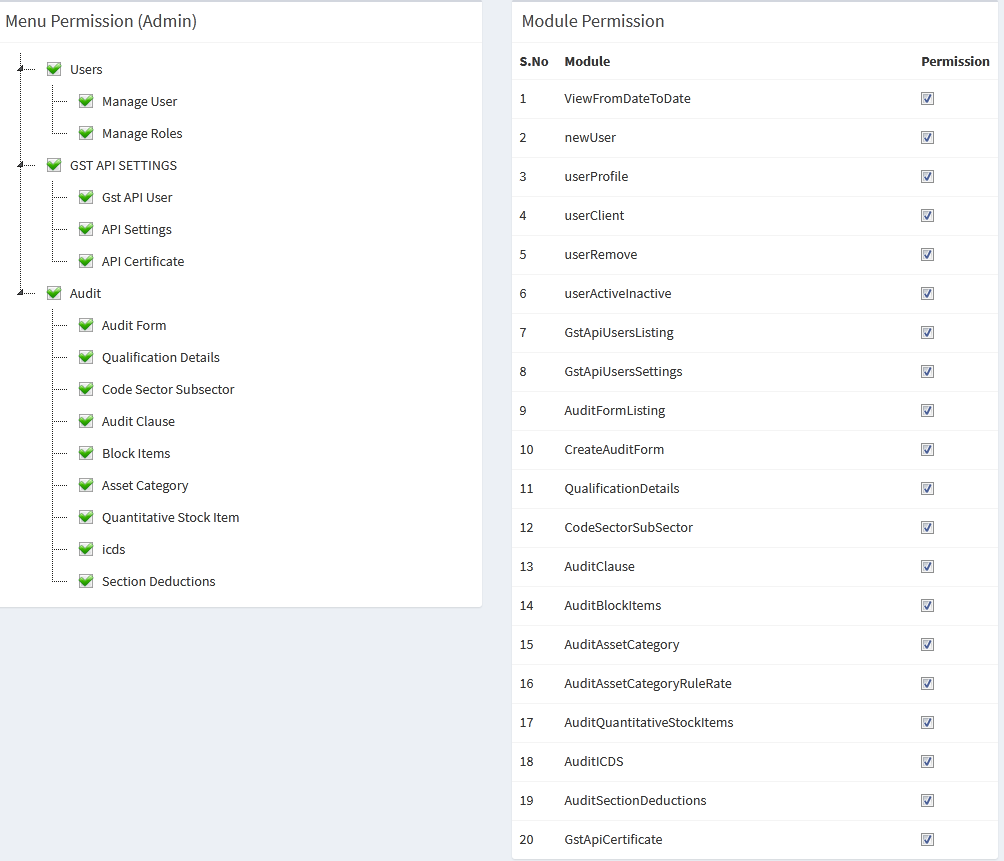 Menu Permission (Admin)
Users
Manage User
Manage Roles
GST API SETTINGS
Gst API User
API Settings
API Certificate
Audit
Audit Form
Qualification Details
Code Sector Subsector
Audit Clause
Block Items
Asset Category
Quantitative Stock Item
icds
Section Deductions
Module Permission
S.No Module Permission
1 ViewFromDateToDate
2 newUser
3 userProfile
4 userClient
5 userRemove
6 userActiveInactive
7 GstApiUsersListing
8 GstApiUsersSettings
9 AuditFormListing
10 CreateAuditForm
11 QualificationDetails
12 CodeSectorSubSector
13 AuditClause
14 AuditBlockItems
15 AuditAssetCategory
16 AuditAssetCategoryRuleRate
17 AuditQuantitativeStockItems
18 AuditICDS
19 AuditSectionDeductions
20 GstApiCertificate